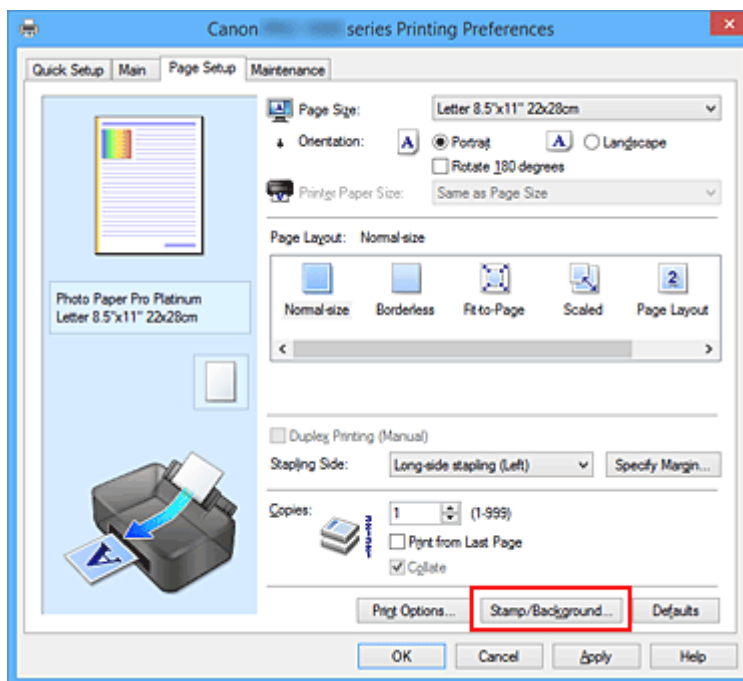 Canon series Printing Preferences
Quick Setup Main Page Setup Maintenance
Page Size: Letter 8.5"x11" 22x28cm
Orientation: A Portrait A Landscape
Rotate 180 degrees
Printer Paper Size: Same as Page Size
Page Layout: Normal-size
2
Normal-size Borderless Fit-to-Page Scaled Page Layout
Photo Paper Pro Platinum
Letter 8.5"x11" 22x28cm
Duplex Printing (Manual)
Stapling Side: Long-side stapling (Left) Specify Margin...
Copies: 1 (1-999)
Print from Last Page
Collate
A
Print Options... Stamp/Background... Defaults
OK Cancel Apply Help